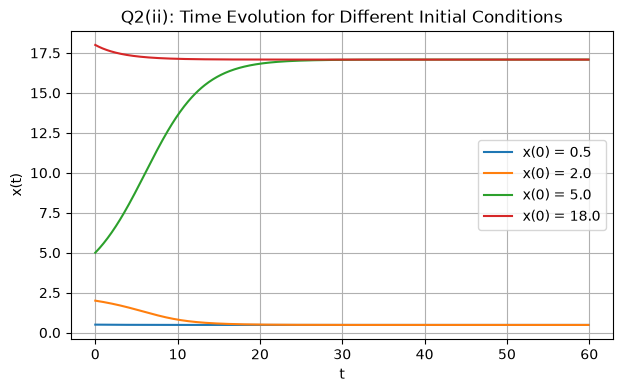 Q2(ii): Time Evolution for Different Initial Conditions
17.5
15.0
12.5
10.0
7.5
5.0
2.5
0.0
x(t)
x(0) = 0.5
x(0) = 2.0
x(0) = 5.0
x(0) = 18.0
0 10 20 30 40 50 60
t